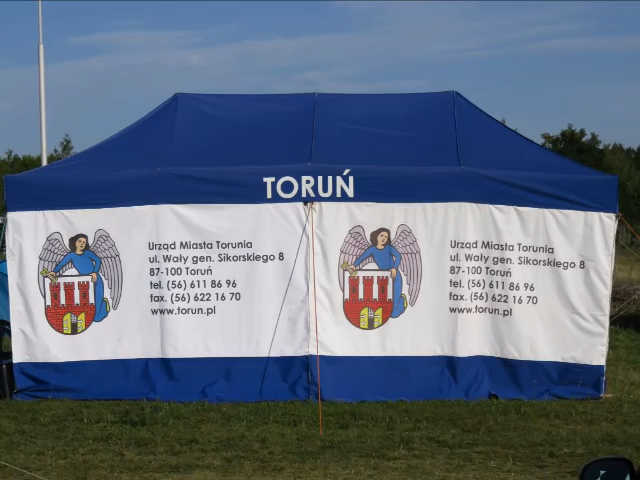 TORUŃ
Urząd Miasta Torunia
ul. Wały gen. Sikorskiego 8
87-100 Toruń
tel. (56) 611 86 96
fax. (56) 622 16 70
www.torun.pl
Urząd Miasta Torunia
ul. Wały gen. Sikorskiego 8
87-100 Toruń
tel. (56) 611 86 96
fax. (56) 622 16 70
www.torun.pl